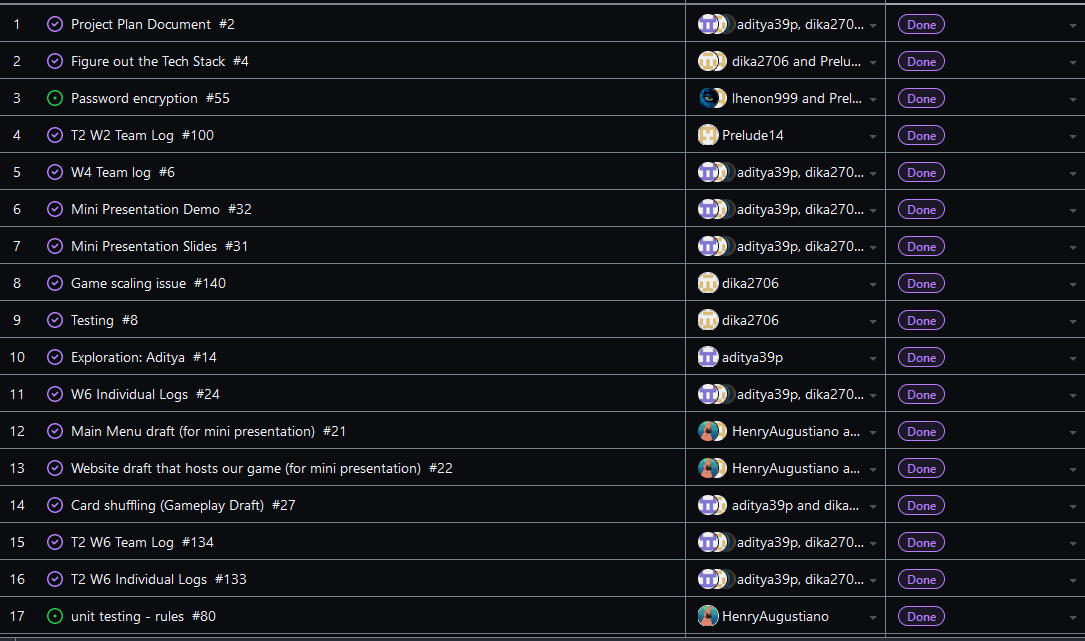 1 Project Plan Document #2 aditya39p, dika270... Done
2 Figure out the Tech Stack #4 dika2706 and Prelu... Done
3 Password encryption #55 lhenon999 and Prel... Done
4 T2 W2 Team Log #100 Prelude14 Done
5 W4 Team log #6 aditya39p, dika270... Done
6 Mini Presentation Demo #32 aditya39p, dika270... Done
7 Mini Presentation Slides #31 aditya39p, dika270... Done
8 Game scaling issue #140 dika2706 Done
9 Testing #8 dika2706 Done
10 Exploration: Aditya #14 aditya39p Done
11 W6 Individual Logs #24 aditya39p, dika270... Done
12 Main Menu draft (for mini presentation) #21 HenryAugustiano a... Done
13 Website draft that hosts our game (for mini presentation) #22 HenryAugustiano a... Done
14 Card shuffling (Gameplay Draft) #27 aditya39p and dika... Done
15 T2 W6 Team Log #134 aditya39p, dika270... Done
16 T2 W6 Individual Logs #133 aditya39p, dika270... Done
17 unit testing - rules #80 HenryAugustiano Done